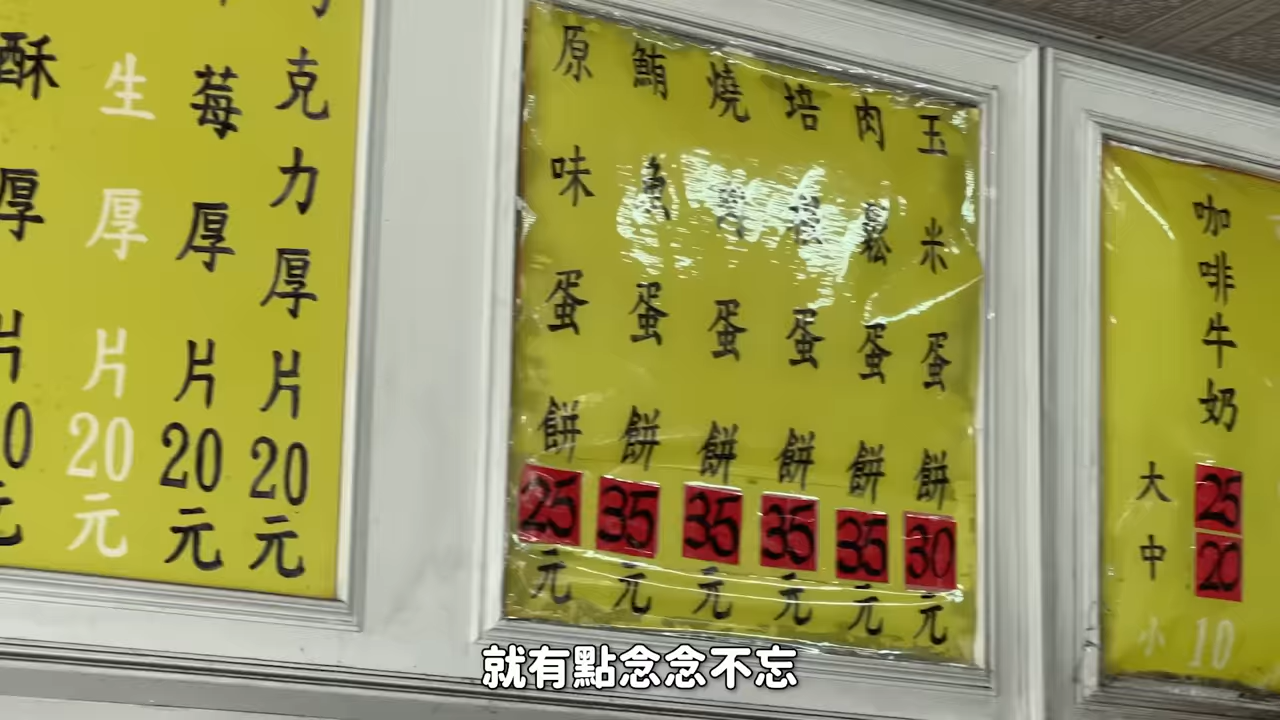 酥厚片0元
生厚片20元
莓厚片20元
克力厚片20元
原味蛋餅25元
鮪魚蛋餅35元
燒蛋餅35元
培根蛋餅35元
肉鬆蛋餅35元
玉米蛋餅30元
咖啡牛奶
大25
中20
小10
就有點念念不忘